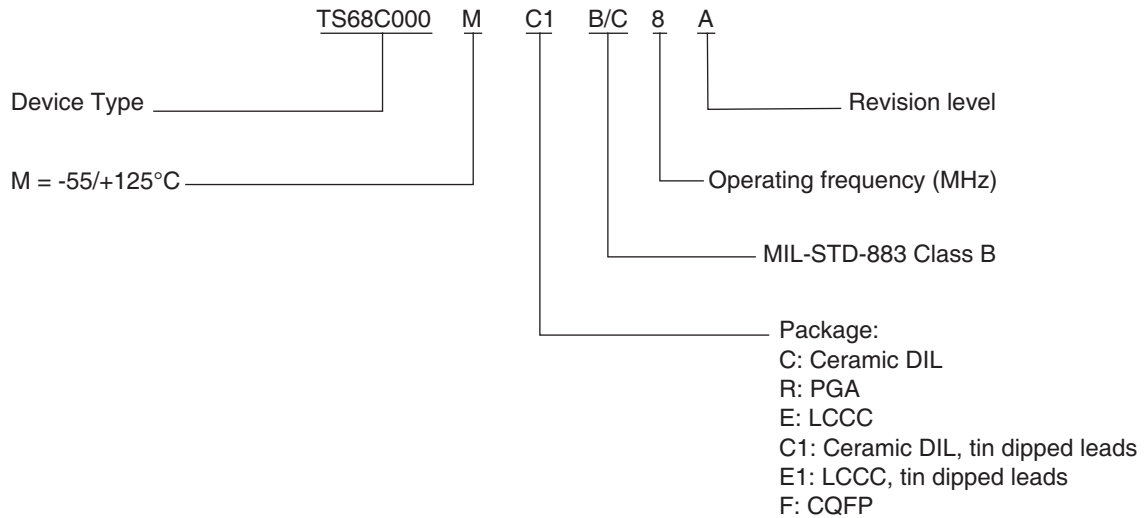 TS68C000 M C1 B/C 8 A
Device Type
Revision level
M = -55/+125°C
Operating frequency (MHz)
MIL-STD-883 Class B
Package:
C: Ceramic DIL
R: PGA
E: LCCC
C1: Ceramic DIL, tin dipped leads
E1: LCCC, tin dipped leads
F: CQFP